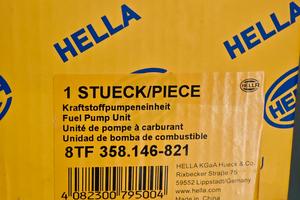 HELLA
HELLA
1 STUECK/PIECE
Kraftstoffpumpeneinheit
Fuel Pump Unit
Unité de pompe à carburant
Unidad de bomba de combustible
8TF 358.146-821
HELLA KGaA Hueck & Co.
Rixbecker Straße 75
59552 Lippstadt/Germany
www.hella.com
Made in China
4 082300 795004
HELLA